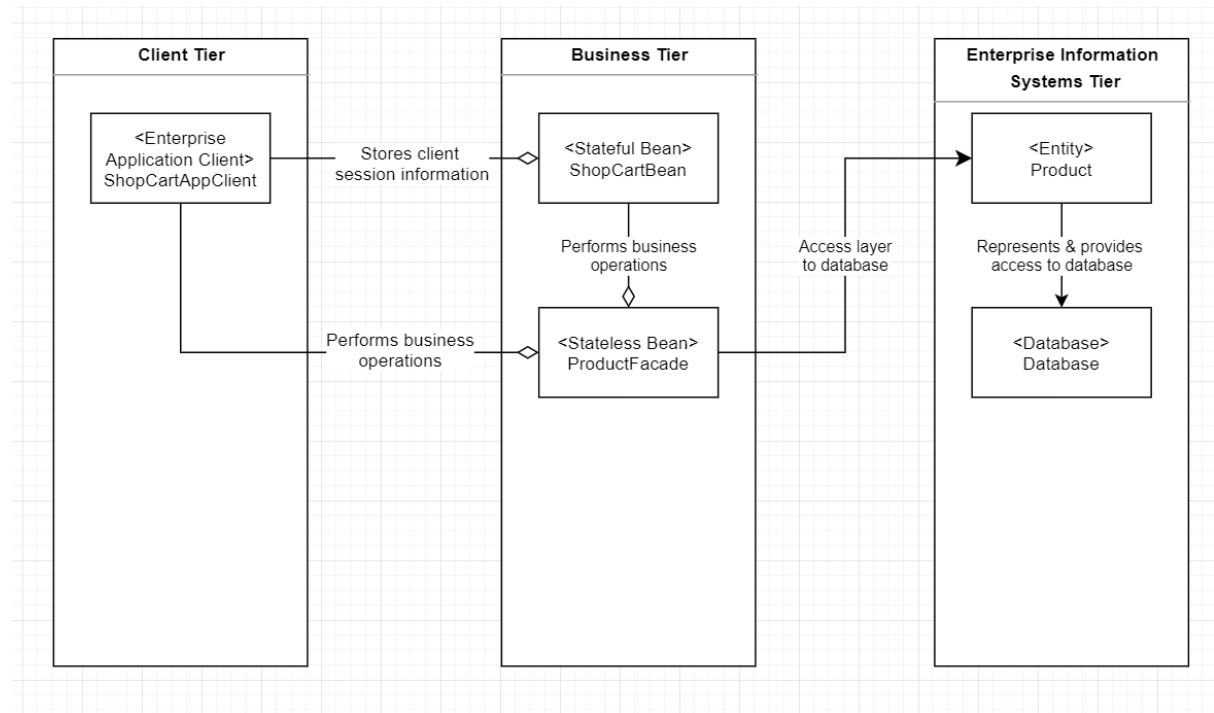 Client Tier
Business Tier
Enterprise Information
Systems Tier
<Enterprise
Application Client>
ShopCartAppClient
Stores client
session information
<Stateful Bean>
ShopCartBean
<Entity>
Product
Performs business
operations
Access layer
to database
Represents & provides
access to database
Performs business
operations
<Stateless Bean>
ProductFacade
<Database>
Database